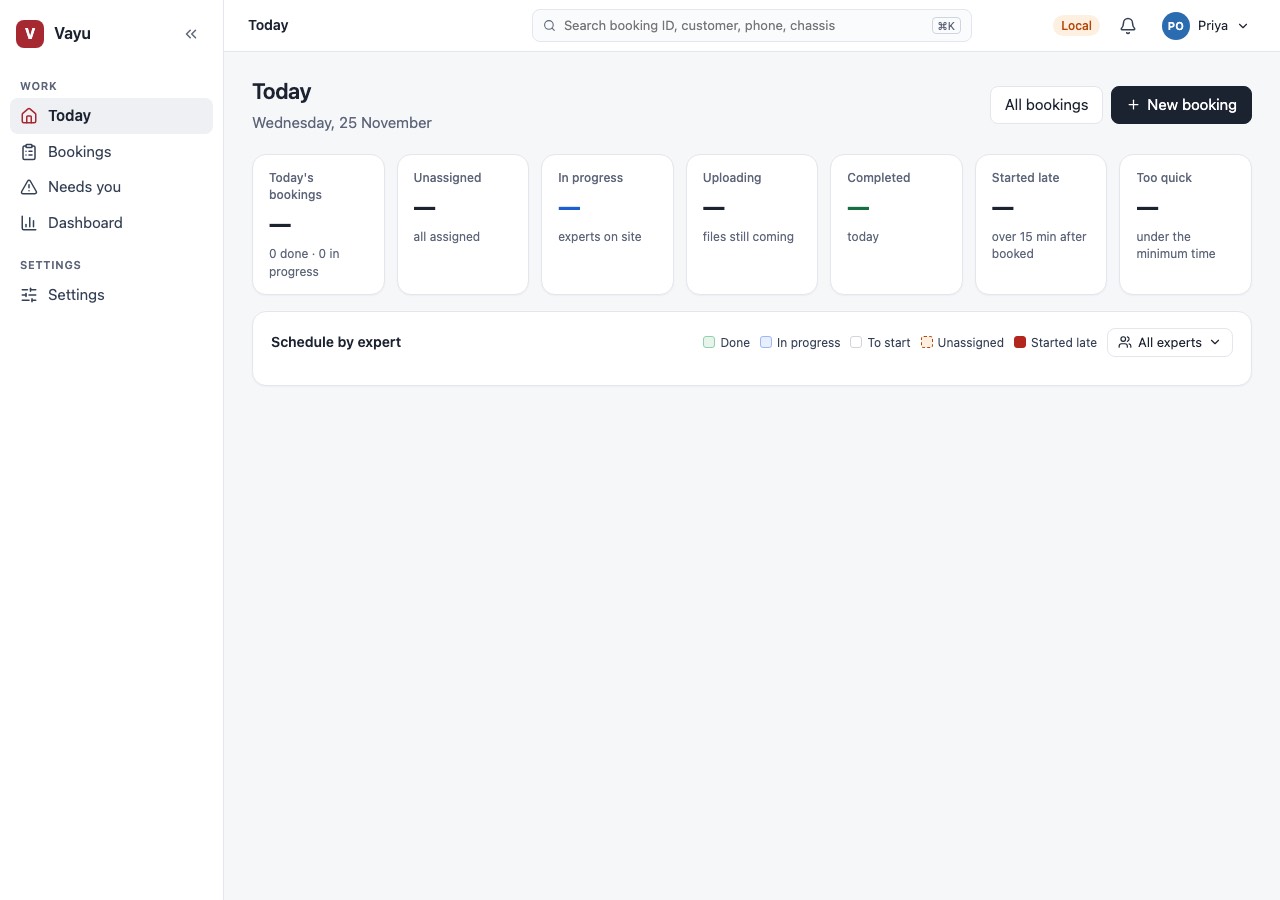 V Vayu
WORK
Today
Bookings
Needs you
Dashboard
SETTINGS
Settings
Today
Search booking ID, customer, phone, chassis ⌘K
Local
PO Priya
Today
Wednesday, 25 November
All bookings
+ New booking
Today's
bookings
—
0 done · 0 in
progress
Unassigned
—
all assigned
In progress
—
experts on site
Uploading
—
files still coming
Completed
—
today
Started late
—
over 15 min after
booked
Too quick
—
under the
minimum time
Schedule by expert
Done In progress To start Unassigned Started late
All experts